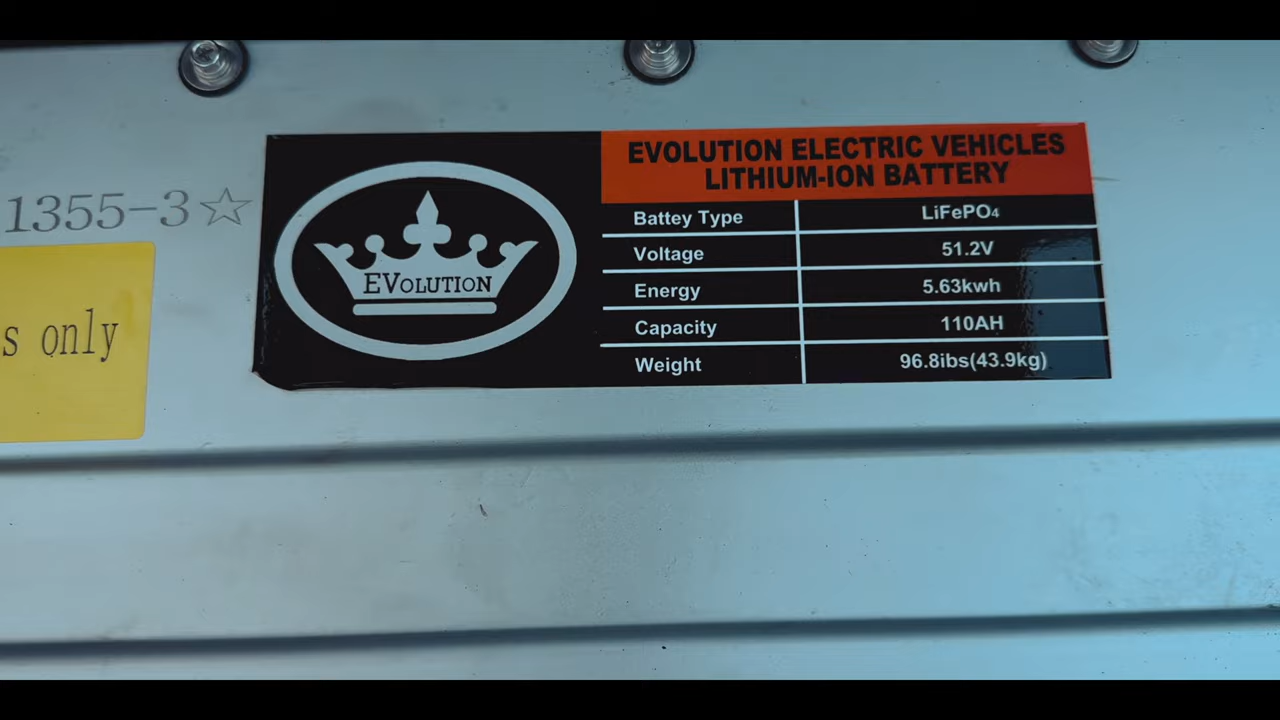 1355-3☆
s only
EVOLUTION
EVOLUTION ELECTRIC VEHICLES
LITHIUM-ION BATTERY
Battey Type LiFePO₄
Voltage 51.2V
Energy 5.63kwh
Capacity 110AH
Weight 96.8ibs(43.9kg)